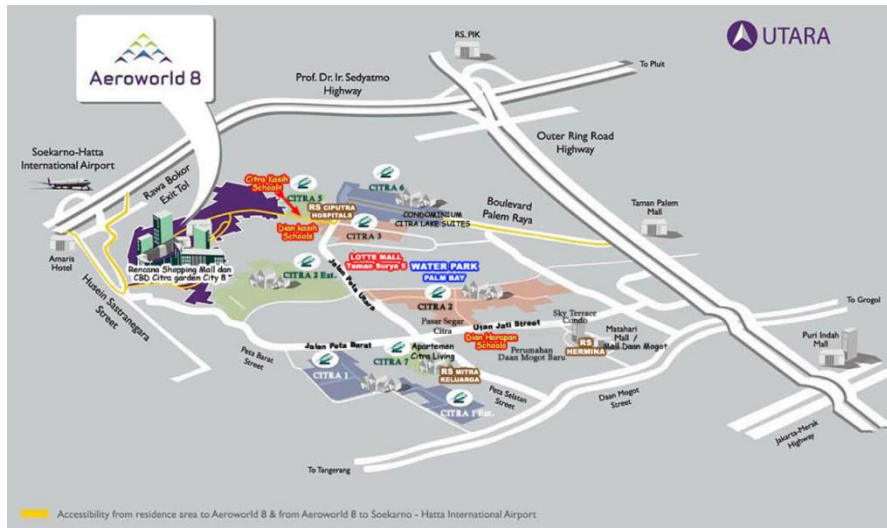 Aeroworld 8
RS. PIK
UTARA
To Pluit
Prof. Dr. Ir. Sedyatmo
Highway
Outer Ring Road
Highway
Soekarno-Hatta
International Airport
Rawa Bokor
Exit Tol
Citra Kasih
Schools
CITRA 5
CITRA 6
RS CIPUTRA
HOSPITALS
Boulevard
Palem Raya
Taman Palem
Mall
CONDOMINIUM
CITRA LAKE SUITES
Dian Kasih
Schools
CITRA 3
Amaris
Hotel
Rencana Shopping Mall dan
CBD Citra garden City 8
CITRA 2 Ext.
Jalan Peta Utara
LOTTE MALL
Taman Surya 5
WATER PARK
PALM BAY
CITRA 2
Husein Sastranegara
Street
To Grogol
Pasar Segar
Citra
Utan Jati Street
Sky Terrace
Condo
Matahari
Mall /
Mall Daan Mogot
Puri Indah
Mall
Dian Harapan
Schools
RS
HERMINA
Perumahan
Daan Mogot Baru
Peta Barat
Street
Jalan Peta Barat
Apartemen
Citra Living
CITRA 7
CITRA 1
RS MITRA
KELUARGA
CITRA 1 Ext.
Peta Selatan
Street
Daan Mogot
Street
Jakarta-Merak
Highway
To Tangerang
Accessibility from residence area to Aeroworld 8 & from Aeroworld 8 to Soekarno - Hatta International Airport